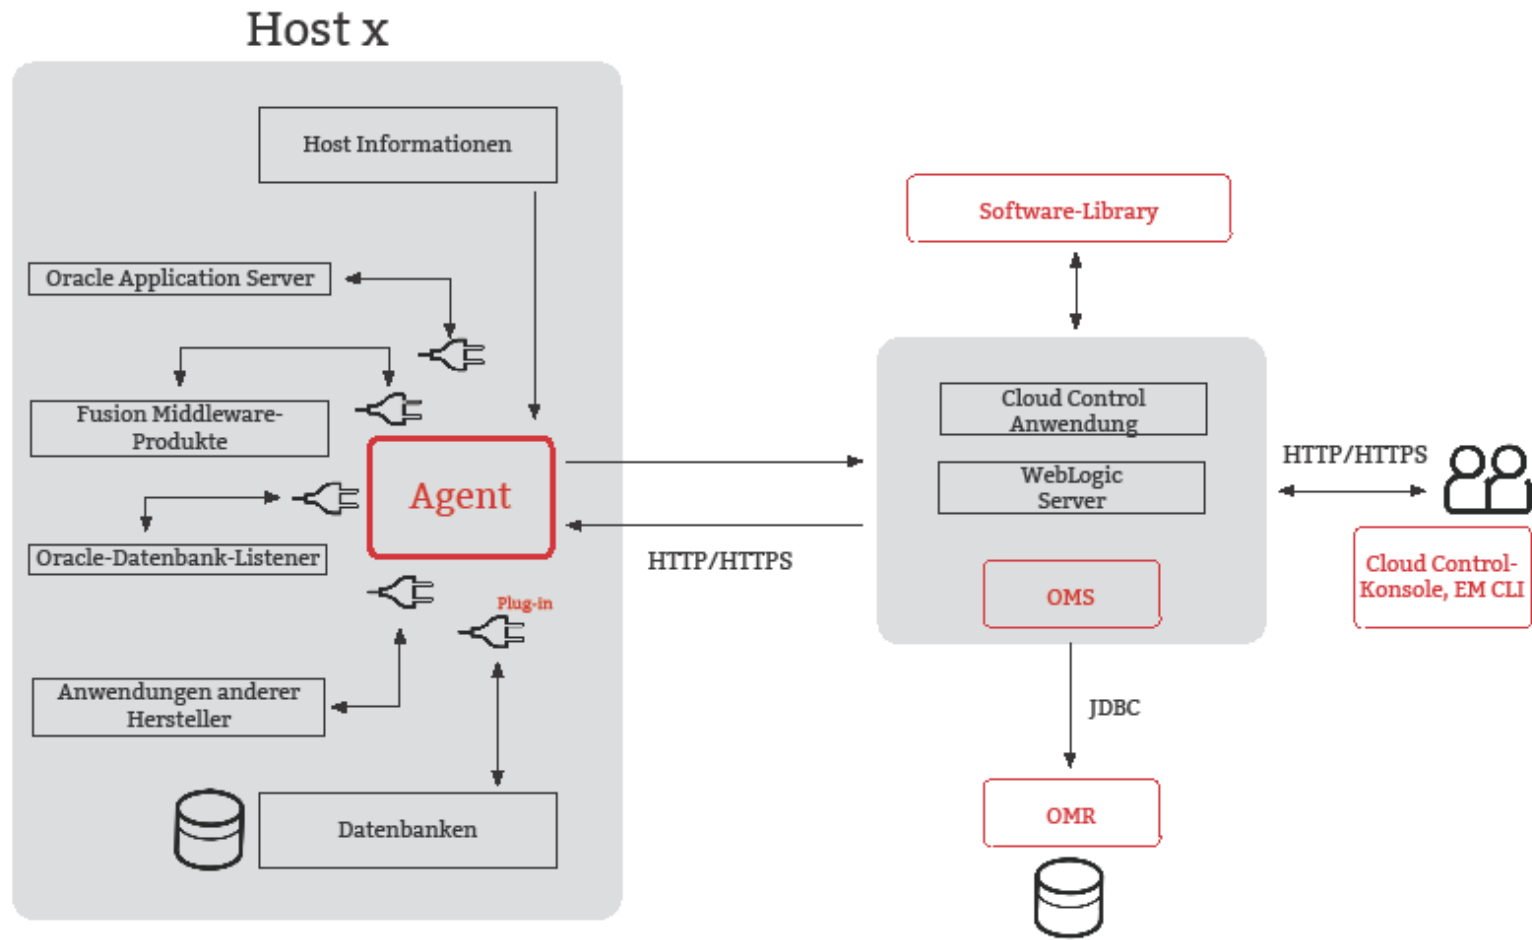 Host x
Host Informationen
Oracle Application Server
Fusion Middleware-
Produkte
Agent
Oracle-Datenbank-Listener
Plug-in
Anwendungen anderer
Hersteller
Datenbanken
HTTP/HTTPS
Software-Library
Cloud Control
Anwendung
WebLogic
Server
OMS
JDBC
OMR
HTTP/HTTPS
Cloud Control-
Konsole, EM CLI